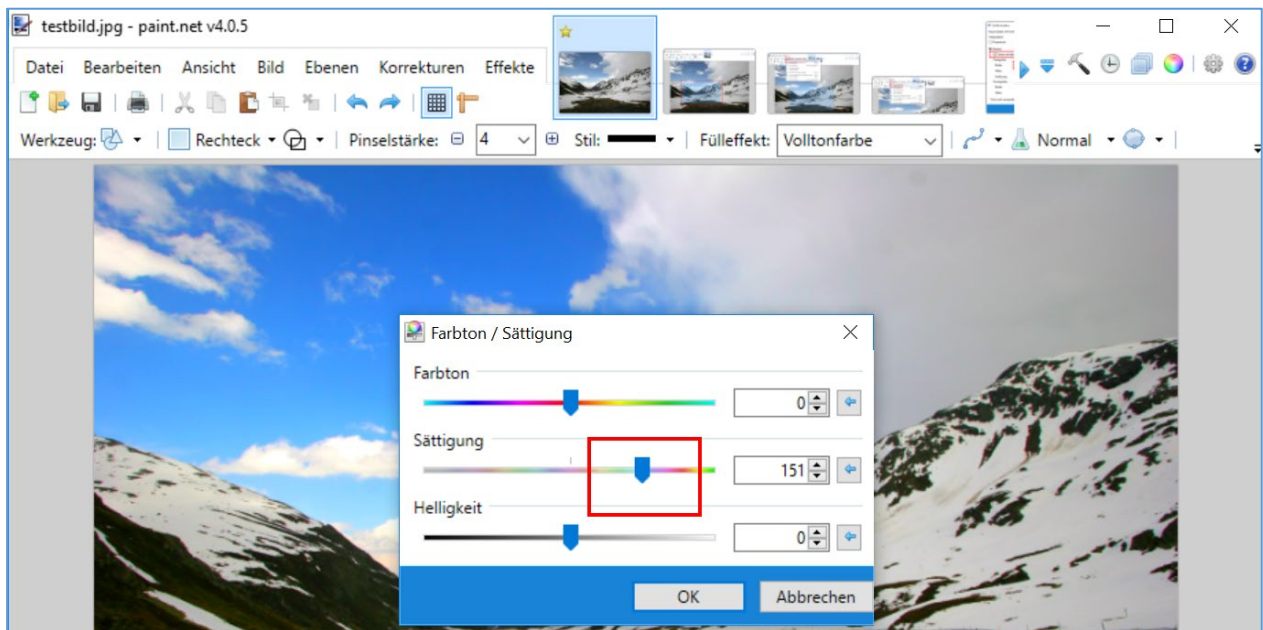 testbild.jpg - paint.net v4.0.5
Datei Bearbeiten Ansicht Bild Ebenen Korrekturen Effekte
Werkzeug: Rechteck Pinselstärke: 4 Stil: Fülleffekt: Volltonfarbe Normal
Farbton / Sättigung
Farbton
0
Sättigung
151
Helligkeit
0
OK Abbrechen